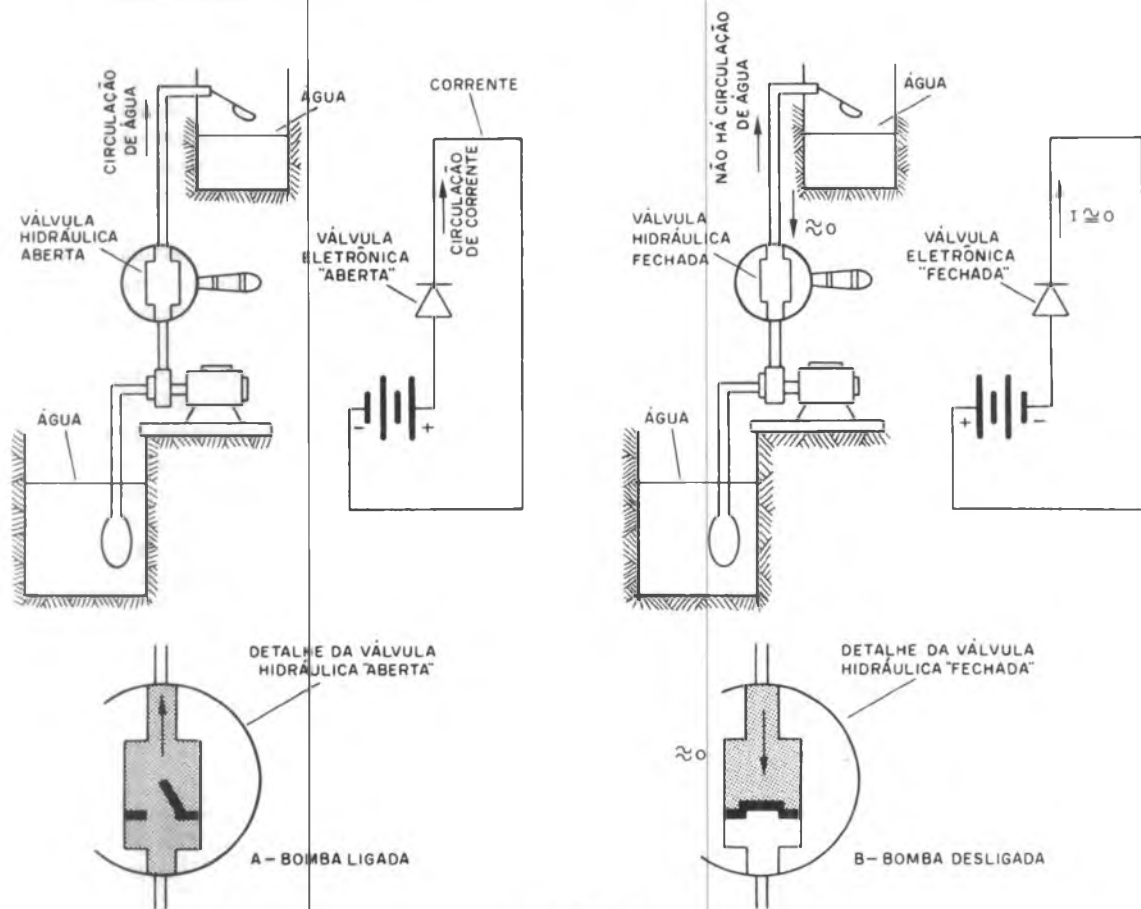 CIRCULAÇÃO
DE ÁGUA
ÁGUA
VÁLVULA
HIDRÁULICA
ABERTA
ÁGUA
CORRENTE
CIRCULAÇÃO
DE CORRENTE
VÁLVULA
ELETRÔNICA
"ABERTA"
- +
DETALHE DA VÁLVULA
HIDRÁULICA "ABERTA"
A - BOMBA LIGADA
NÃO HÁ CIRCULAÇÃO
DE ÁGUA
ÁGUA
≈0
VÁLVULA
HIDRÁULICA
FECHADA
ÁGUA
I ≅ 0
VÁLVULA
ELETRÔNICA
"FECHADA"
+ -
DETALHE DA VÁLVULA
HIDRÁULICA "FECHADA"
≈0
B - BOMBA DESLIGADA